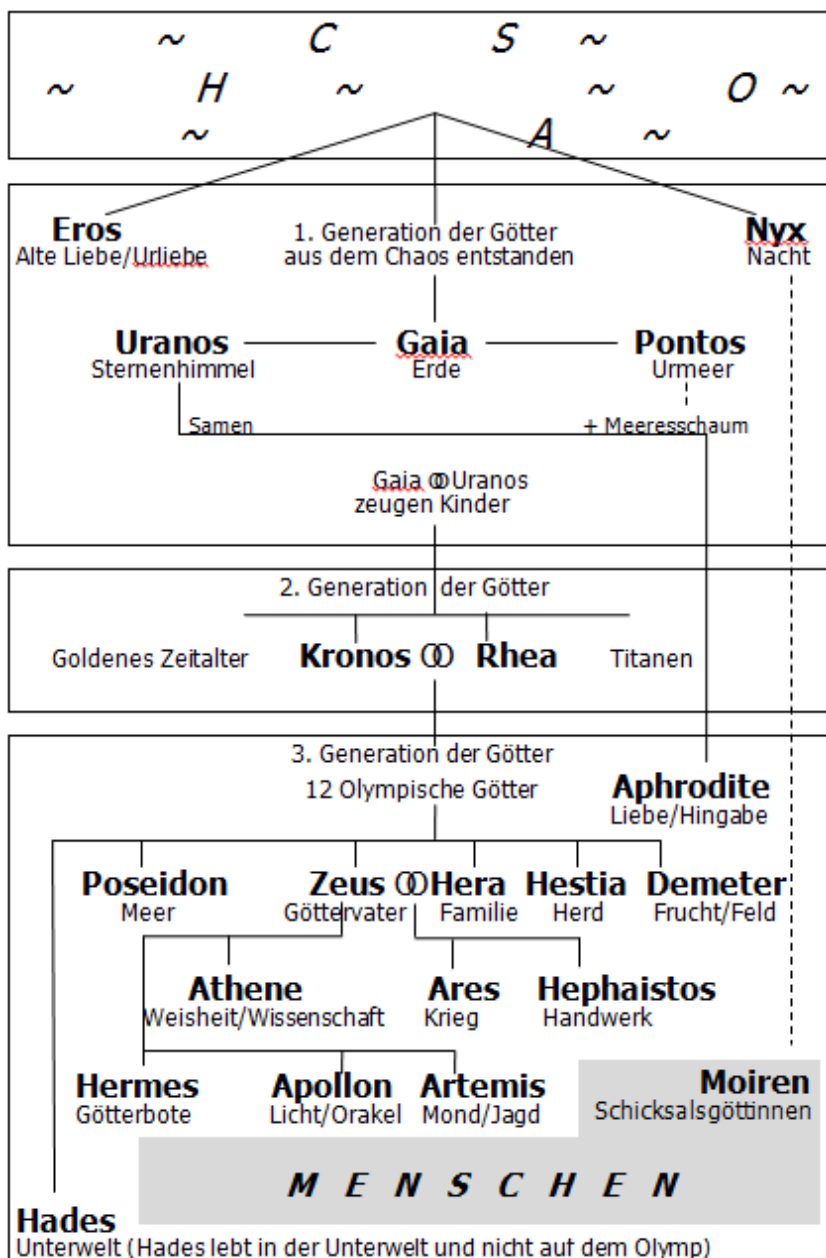 ~ C S ~
~ H ~ ~ O ~
~ A ~
Eros 1. Generation der Götter Nyx
Alte Liebe/Urliebe aus dem Chaos entstanden Nacht
Uranos Gaia Pontos
Sternenhimmel Erde Urmeer
Samen + Meeresschaum
Gaia ꝏ Uranos
zeugen Kinder
2. Generation der Götter
Goldenes Zeitalter Kronos ꝏ Rhea Titanen
3. Generation der Götter
12 Olympische Götter Aphrodite
Liebe/Hingabe
Poseidon Zeus ꝏ Hera Hestia Demeter
Meer Göttervater Familie Herd Frucht/Feld
Athene Ares Hephaistos
Weisheit/Wissenschaft Krieg Handwerk
Hermes Apollon Artemis Moiren
Götterbote Licht/Orakel Mond/Jagd Schicksalsgöttinnen
M E N S C H E N
Hades
Unterwelt (Hades lebt in der Unterwelt und nicht auf dem Olymp)